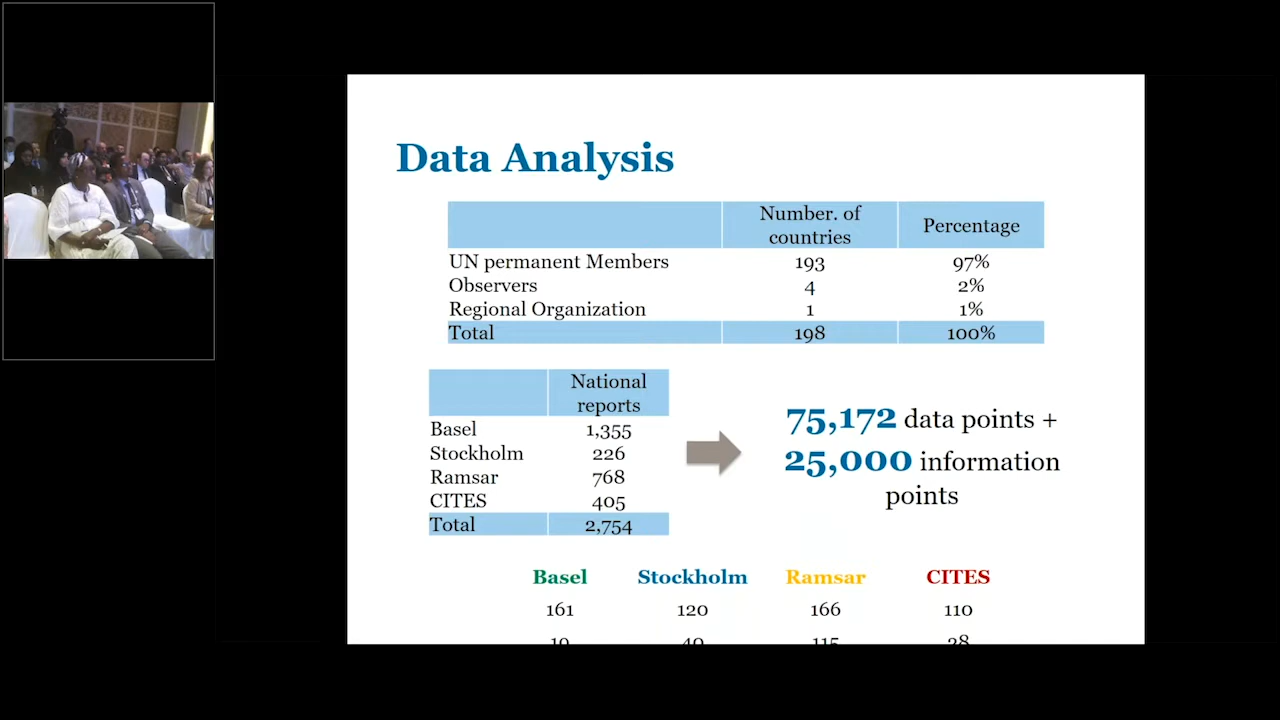 Data Analysis
Number. of countries Percentage
UN permanent Members 193 97%
Observers 4 2%
Regional Organization 1 1%
Total 198 100%
National reports
Basel 1,355
Stockholm 226
Ramsar 768
CITES 405
Total 2,754
75,172 data points +
25,000 information
points
Basel Stockholm Ramsar CITES
161 120 166 110